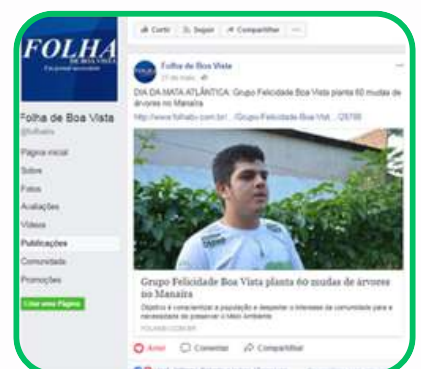 FOLHA
DE BOA VISTA
Folha de Boa Vista
@folhabv
Página inicial
Sobre
Fotos
Avaliações
Vídeos
Publicações
Comunidade
Promoções
Criar uma Página
Curtir Seguir Compartilhar
Folha de Boa Vista
DIA DA MATA ATLÂNTICA: Grupo Felicidade Boa Vista planta 60 mudas de
árvores no Manaíra
Grupo Felicidade Boa Vista planta 60 mudas de árvores
no Manaíra
Objetivo é conscientizar a população e despertar o interesse da comunidade para a
necessidade de preservar o Meio Ambiente
Amei Comentar Compartilhar